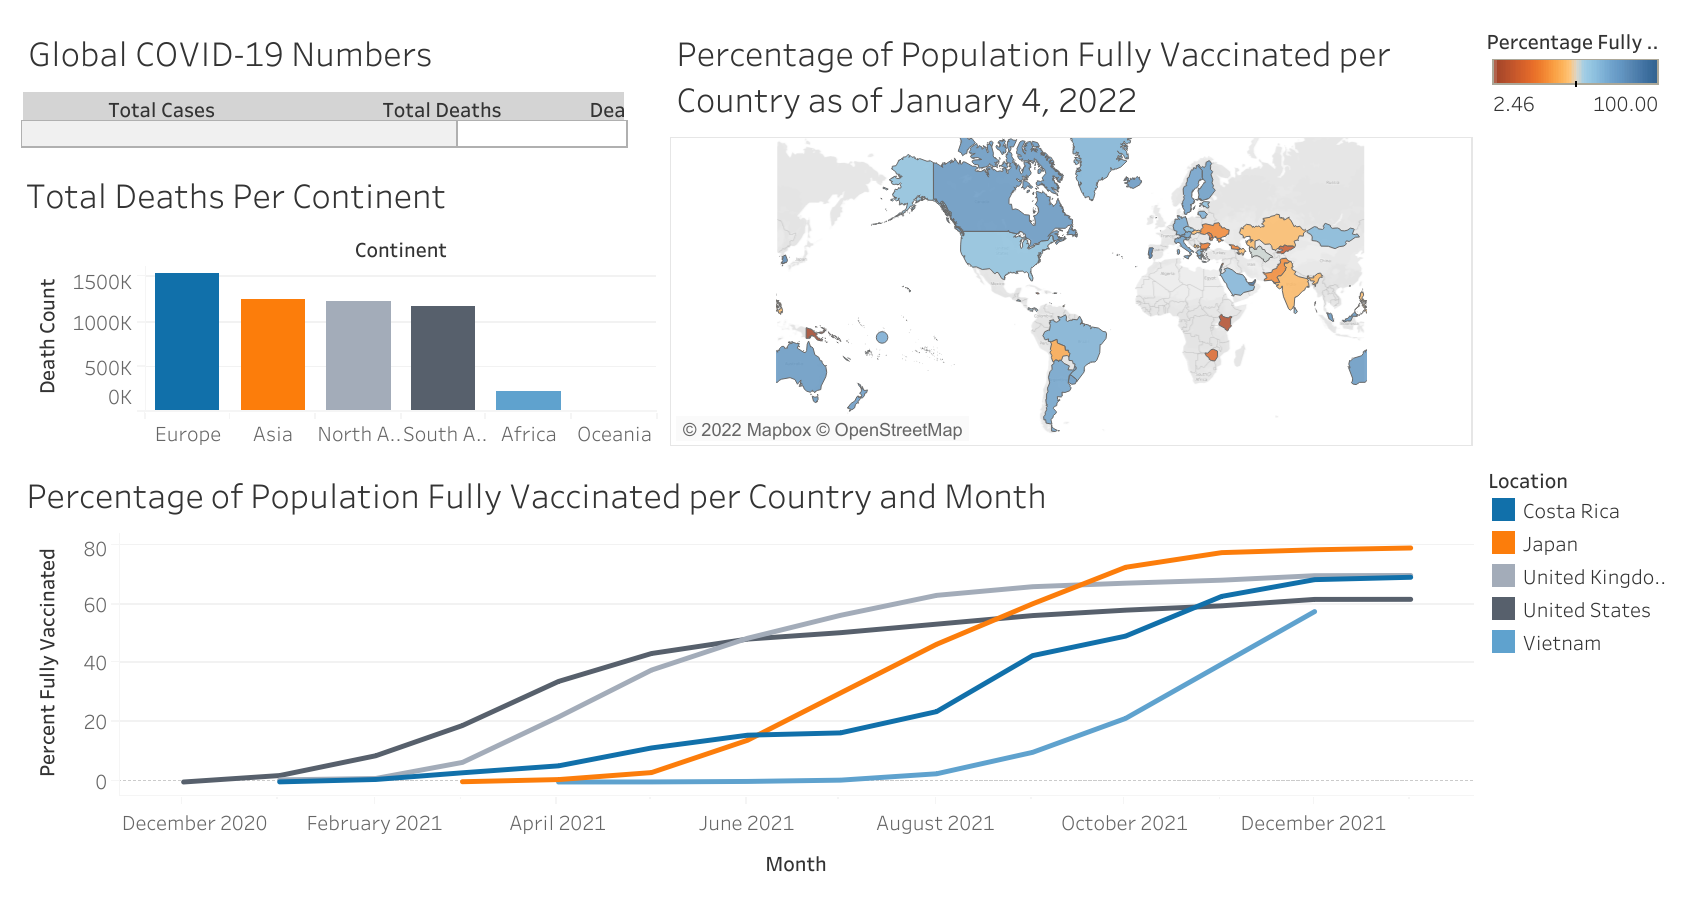 Global COVID-19 Numbers
Total Cases Total Deaths Dea
Total Deaths Per Continent
Continent
Death Count
1500K
1000K
500K
0K
Europe Asia North A.. South A.. Africa Oceania
Percentage of Population Fully Vaccinated per
Country as of January 4, 2022
© 2022 Mapbox © OpenStreetMap
Percentage Fully ..
2.46 100.00
Percentage of Population Fully Vaccinated per Country and Month
Percent Fully Vaccinated
80
60
40
20
0
December 2020 February 2021 April 2021 June 2021 August 2021 October 2021 December 2021
Month
Location
Costa Rica
Japan
United Kingdo..
United States
Vietnam